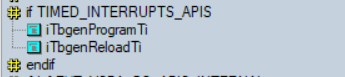 if TIMED_INTERRUPTS_APIS
iTbgenProgramTi
iTbgenReloadTi
endif